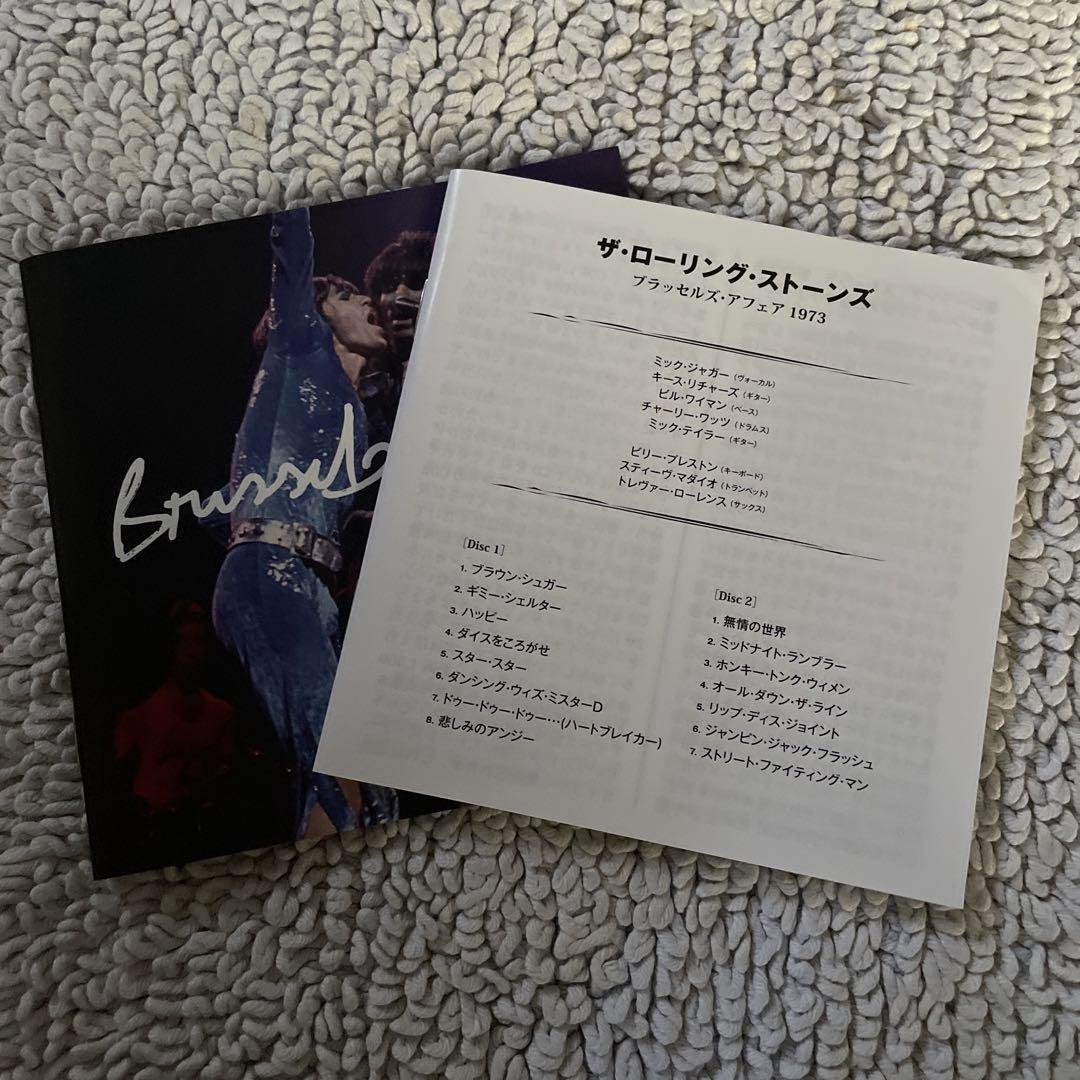 Brussels
ザ・ローリング・ストーンズ
ブラッセルズ・アフェア 1973
ミック・ジャガー（ヴォーカル）
キース・リチャーズ（ギター）
ビル・ワイマン（ベース）
チャーリー・ワッツ（ドラムス）
ミック・テイラー（ギター）
ビリー・プレストン（キーボード）
スティーヴ・マダイオ（トランペット）
トレヴァー・ローレンス（サックス）
[Disc 1]
1. ブラウン・シュガー
2. ギミー・シェルター
3. ハッピー
4. ダイスをころがせ
5. スター・スター
6. ダンシング・ウィズ・ミスターD
7. ドゥー・ドゥー・ドゥー…(ハートブレイカー)
8. 悲しみのアンジー
[Disc 2]
1. 無情の世界
2. ミッドナイト・ランブラー
3. ホンキー・トンク・ウィメン
4. オール・ダウン・ザ・ライン
5. リップ・ディス・ジョイント
6. ジャンピン・ジャック・フラッシュ
7. ストリート・ファイティング・マン